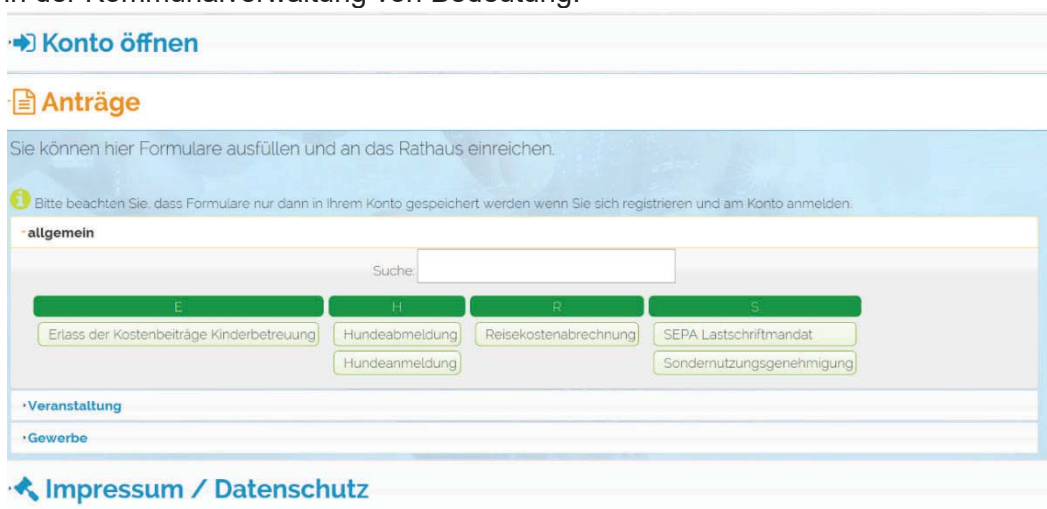 in der Kommunalverwaltung von Bedeutung.
Konto öffnen
Anträge
Sie können hier Formulare ausfüllen und an das Rathaus einreichen.
Bitte beachten Sie, dass Formulare nur dann in Ihrem Konto gespeichert werden wenn Sie sich registrieren und am Konto anmelden.
- allgemein
Suche:
E H R S
Erlass der Kostenbeiträge Kinderbetreuung Hundeabmeldung Reisekostenabrechnung SEPA Lastschriftmandat
Hundeanmeldung Sondernutzungsgenehmigung
Veranstaltung
Gewerbe
Impressum / Datenschutz